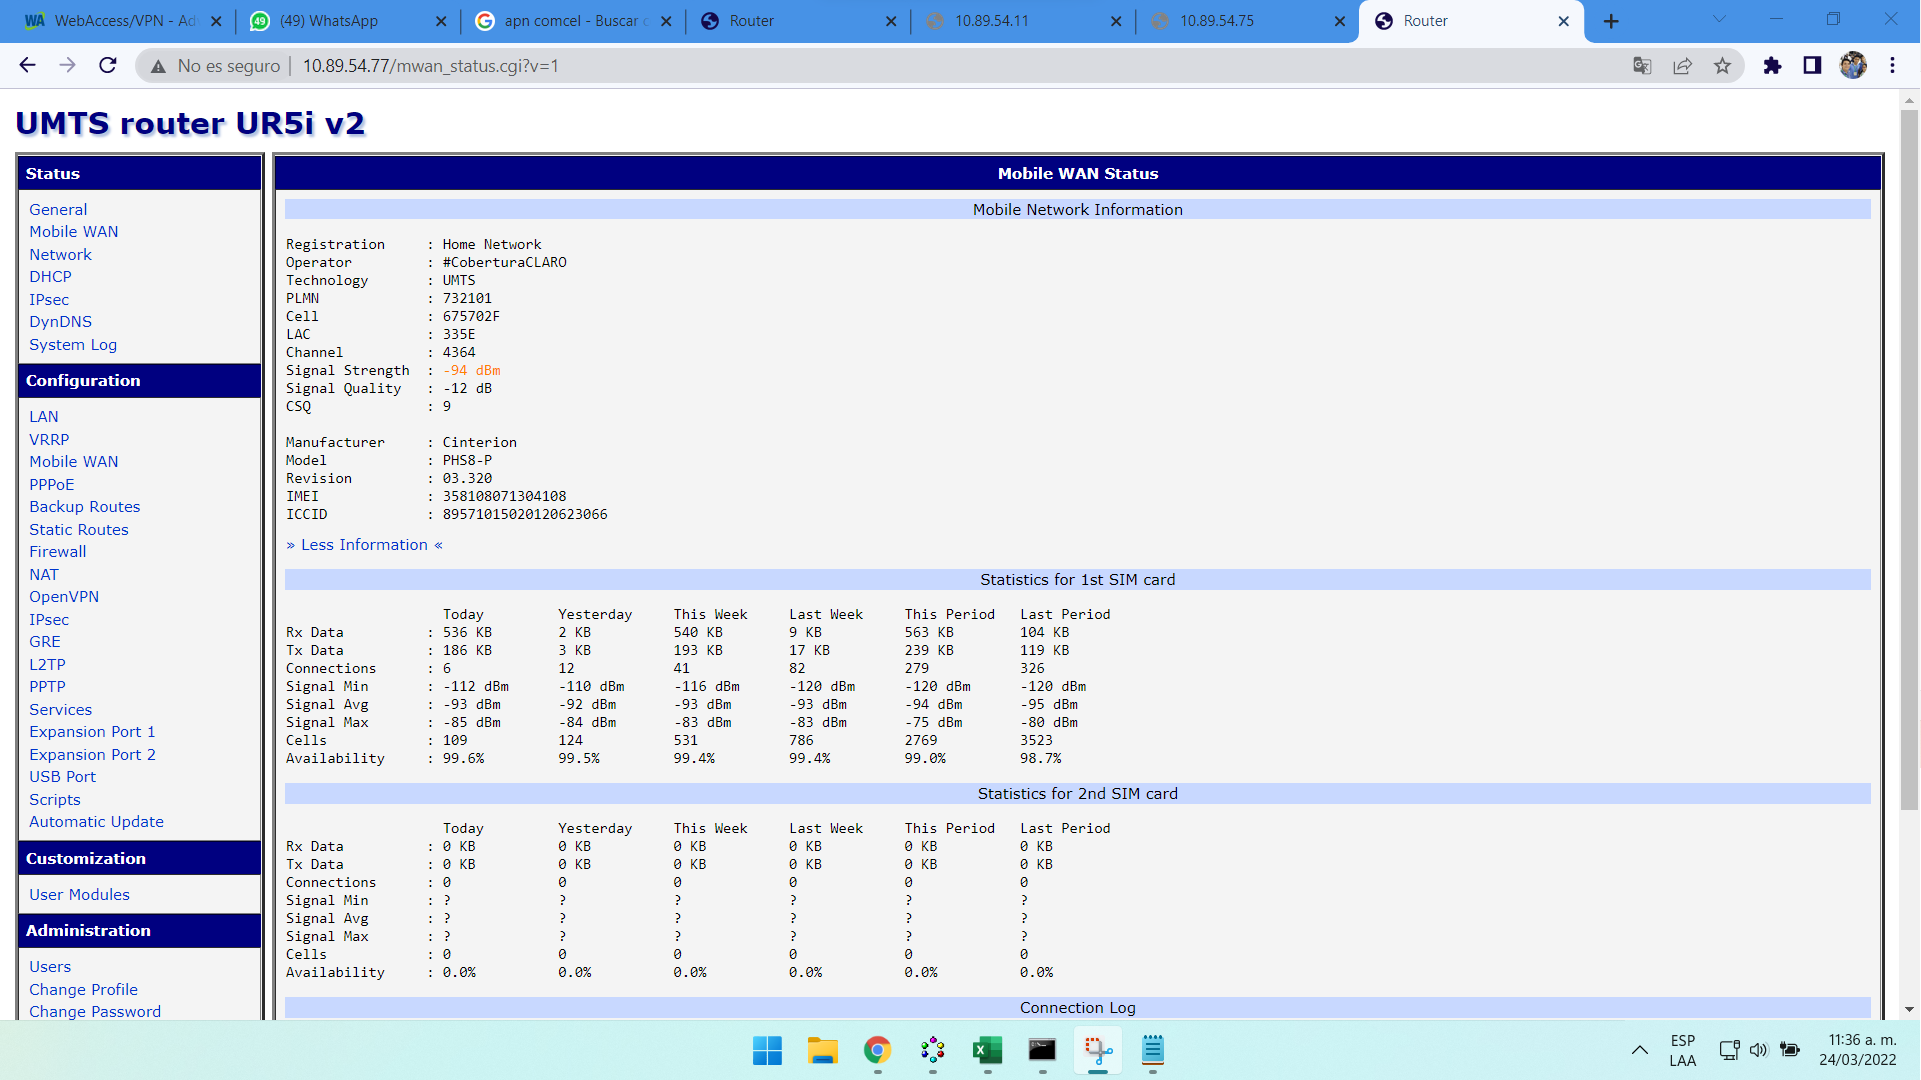 WebAccess/VPN - Ad
(49) WhatsApp
apn comcel - Buscar
Router
10.89.54.11
10.89.54.75
Router
No es seguro | 10.89.54.77/mwan_status.cgi?v=1
UMTS router UR5i v2
Status
General
Mobile WAN
Network
DHCP
IPsec
DynDNS
System Log
Configuration
LAN
VRRP
Mobile WAN
PPPoE
Backup Routes
Static Routes
Firewall
NAT
OpenVPN
IPsec
GRE
L2TP
PPTP
Services
Expansion Port 1
Expansion Port 2
USB Port
Scripts
Automatic Update
Customization
User Modules
Administration
Users
Change Profile
Change Password
Mobile WAN Status
Mobile Network Information
Registration : Home Network
Operator : #CoberturaCLARO
Technology : UMTS
PLMN : 732101
Cell : 675702F
LAC : 335E
Channel : 4364
Signal Strength : -94 dBm
Signal Quality : -12 dB
CSQ : 9
Manufacturer : Cinterion
Model : PHS8-P
Revision : 03.320
IMEI : 358108071304108
ICCID : 89571015020120623066
» Less Information «
Statistics for 1st SIM card
Today Yesterday This Week Last Week This Period Last Period
Rx Data : 536 KB 2 KB 540 KB 9 KB 563 KB 104 KB
Tx Data : 186 KB 3 KB 193 KB 17 KB 239 KB 119 KB
Connections : 6 12 41 82 279 326
Signal Min : -112 dBm -110 dBm -116 dBm -120 dBm -120 dBm -120 dBm
Signal Avg : -93 dBm -92 dBm -93 dBm -93 dBm -94 dBm -95 dBm
Signal Max : -85 dBm -84 dBm -83 dBm -83 dBm -75 dBm -80 dBm
Cells : 109 124 531 786 2769 3523
Availability : 99.6% 99.5% 99.4% 99.4% 99.0% 98.7%
Statistics for 2nd SIM card
Today Yesterday This Week Last Week This Period Last Period
Rx Data : 0 KB 0 KB 0 KB 0 KB 0 KB 0 KB
Tx Data : 0 KB 0 KB 0 KB 0 KB 0 KB 0 KB
Connections : 0 0 0 0 0 0
Signal Min : ? ? ? ? ? ?
Signal Avg : ? ? ? ? ? ?
Signal Max : ? ? ? ? ? ?
Cells : 0 0 0 0 0 0
Availability : 0.0% 0.0% 0.0% 0.0% 0.0% 0.0%
Connection Log
ESP
LAA
11:36 a. m.
24/03/2022